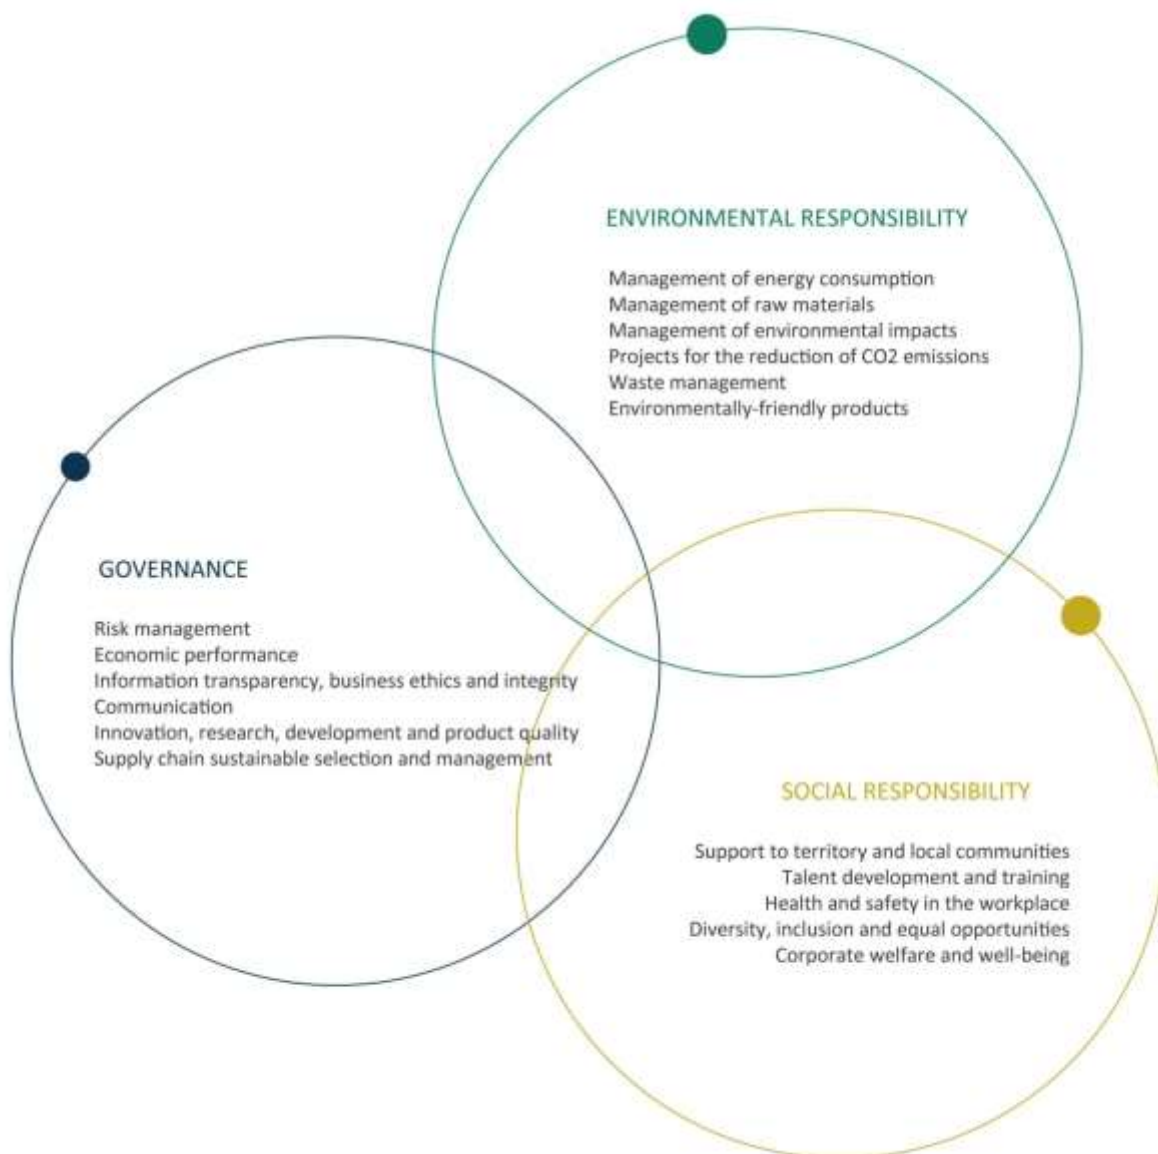 ENVIRONMENTAL RESPONSIBILITY
Management of energy consumption
Management of raw materials
Management of environmental impacts
Projects for the reduction of CO2 emissions
Waste management
Environmentally-friendly products
GOVERNANCE
Risk management
Economic performance
Information transparency, business ethics and integrity
Communication
Innovation, research, development and product quality
Supply chain sustainable selection and management
SOCIAL RESPONSIBILITY
Support to territory and local communities
Talent development and training
Health and safety in the workplace
Diversity, inclusion and equal opportunities
Corporate welfare and well-being